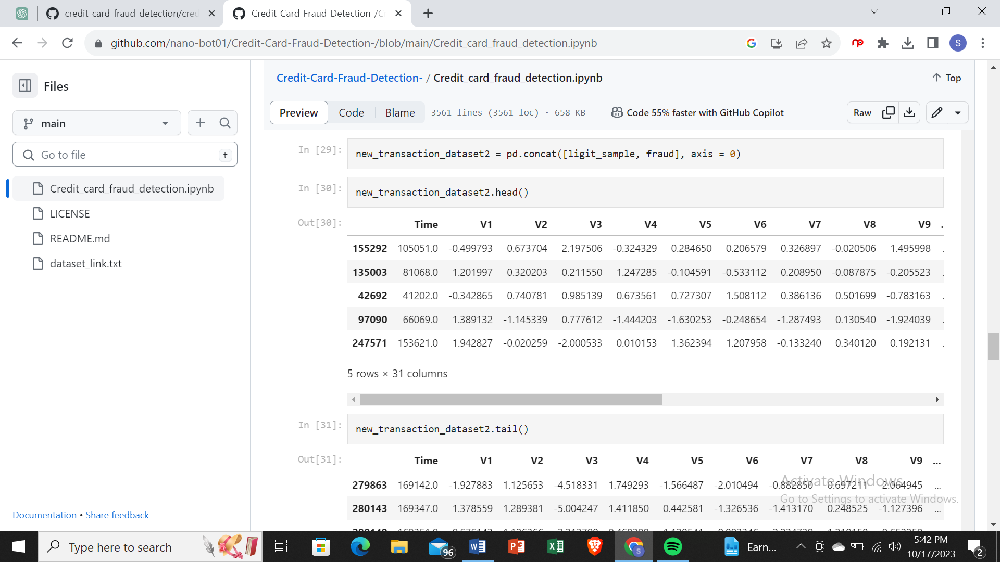 credit-card-fraud-detection/crec
Credit-Card-Fraud-Detection-/C
github.com/nano-bot01/Credit-Card-Fraud-Detection-/blob/main/Credit_card_fraud_detection.ipynb
S
Files
main
Go to file
t
Credit_card_fraud_detection.ipynb
LICENSE
README.md
dataset_link.txt
Documentation • Share feedback
Credit-Card-Fraud-Detection- / Credit_card_fraud_detection.ipynb
Top
Preview Code Blame 3561 lines (3561 loc) · 658 KB Code 55% faster with GitHub Copilot Raw
In [29]: new_transaction_dataset2 = pd.concat([ligit_sample, fraud], axis = 0)
In [30]: new_transaction_dataset2.head()
Out[30]:
Time V1 V2 V3 V4 V5 V6 V7 V8 V9 .
155292 105051.0 -0.499793 0.673704 2.197506 -0.324329 0.284650 0.206579 0.326897 -0.020506 1.495998 .
135003 81068.0 1.201997 0.320203 0.211550 1.247285 -0.104591 -0.533112 0.208950 -0.087875 -0.205523 .
42692 41202.0 -0.342865 0.740781 0.985139 0.673561 0.727307 1.508112 0.386136 0.501699 -0.783163 .
97090 66069.0 1.389132 -1.145339 0.777612 -1.444203 -1.630253 -0.248654 -1.287493 0.130540 -1.924039 .
247571 153621.0 1.942827 -0.020259 -2.000533 0.010153 1.362394 1.207958 -0.133240 0.340120 0.192131 .
5 rows × 31 columns
In [31]: new_transaction_dataset2.tail()
Out[31]:
Time V1 V2 V3 V4 V5 V6 V7 V8 V9 ...
279863 169142.0 -1.927883 1.125653 -4.518331 1.749293 -1.566487 -2.010494 -0.882850 0.697211 -2.064945 ...
280143 169347.0 1.378559 1.289381 -5.004247 1.411850 0.442581 -1.326536 -1.413170 0.248525 -1.127396 ...
Activate Windows
Go to Settings to activate Windows.
Type here to search
96
Earn...
5:42 PM
10/17/2023
2